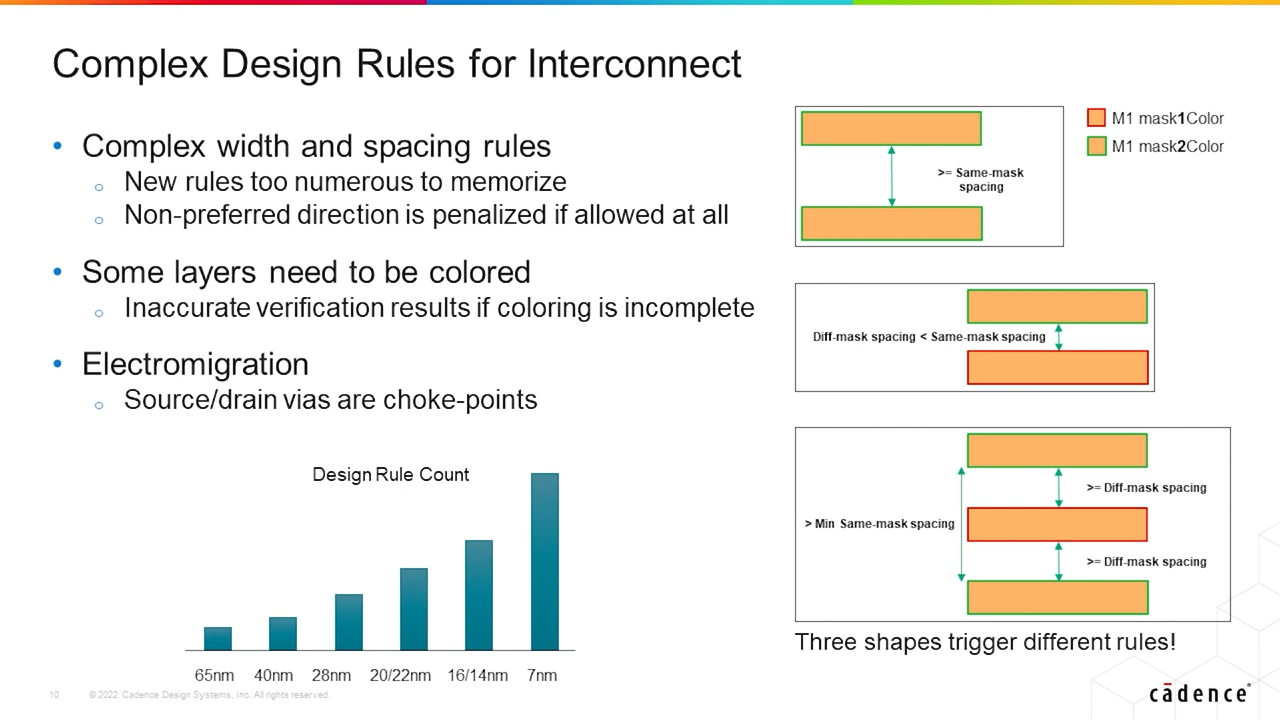 Complex Design Rules for Interconnect
• Complex width and spacing rules
o New rules too numerous to memorize
o Non-preferred direction is penalized if allowed at all
• Some layers need to be colored
o Inaccurate verification results if coloring is incomplete
• Electromigration
o Source/drain vias are choke-points
Design Rule Count
65nm 40nm 28nm 20/22nm 16/14nm 7nm
M1 mask1Color
M1 mask2Color
>= Same-mask
spacing
Diff-mask spacing < Same-mask spacing
>= Diff-mask spacing
> Min Same-mask spacing
>= Diff-mask spacing
Three shapes trigger different rules!
10 © 2022 Cadence Design Systems, Inc. All rights reserved.
cādence®